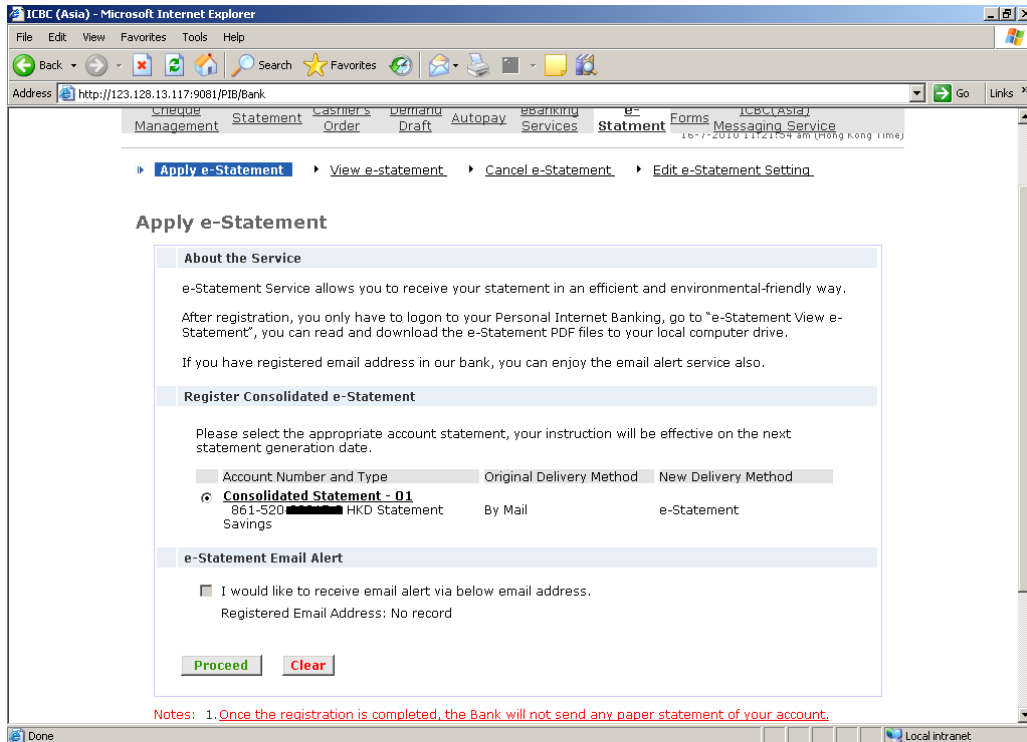 ICBC (Asia) - Microsoft Internet Explorer
File Edit View Favorites Tools Help
Back Search Favorites
Address http://123.128.13.117:9081/PIB/Bank Go Links
Cheque Management Statement Cashier's Order Demand Draft Autopay eBanking Services e-Statment Forms ICBC(Asia) Messaging Service
16-7-2010 11:21:54 am (Hong Kong Time)
Apply e-Statement View e-statement Cancel e-Statement Edit e-Statement Setting
Apply e-Statement
About the Service
e-Statement Service allows you to receive your statement in an efficient and environmental-friendly way.
After registration, you only have to logon to your Personal Internet Banking, go to “e-Statement View e-
Statement”, you can read and download the e-Statement PDF files to your local computer drive.
If you have registered email address in our bank, you can enjoy the email alert service also.
Register Consolidated e-Statement
Please select the appropriate account statement, your instruction will be effective on the next
statement generation date.
Account Number and Type Original Delivery Method New Delivery Method
Consolidated Statement - 01
861-520 HKD Statement By Mail e-Statement
Savings
e-Statement Email Alert
I would like to receive email alert via below email address.
Registered Email Address: No record
Proceed Clear
Notes: 1. Once the registration is completed, the Bank will not send any paper statement of your account.
Done Local intranet